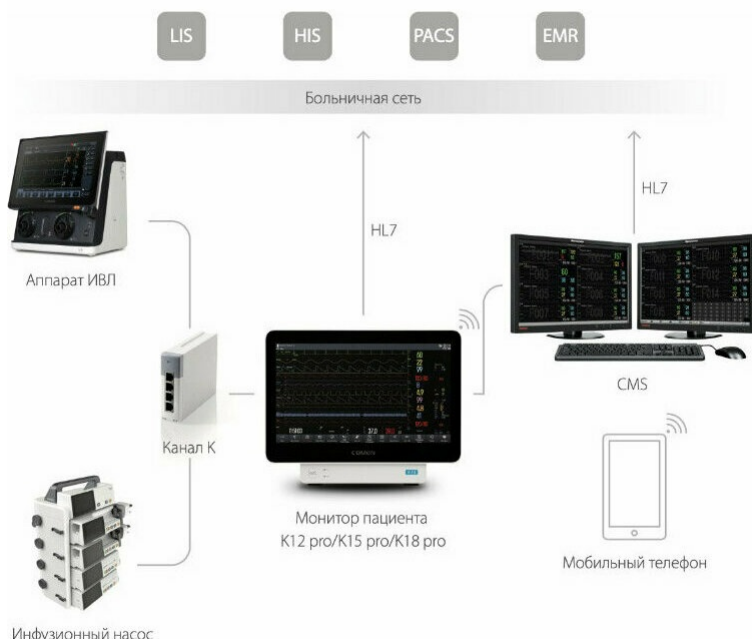 LIS
HIS
PACS
EMR
Больничная сеть
HL7
HL7
Аппарат ИВЛ
CMS
Канал К
Монитор пациента
K12 pro/K15 pro/K18 pro
Мобильный телефон
Инфузионный насос